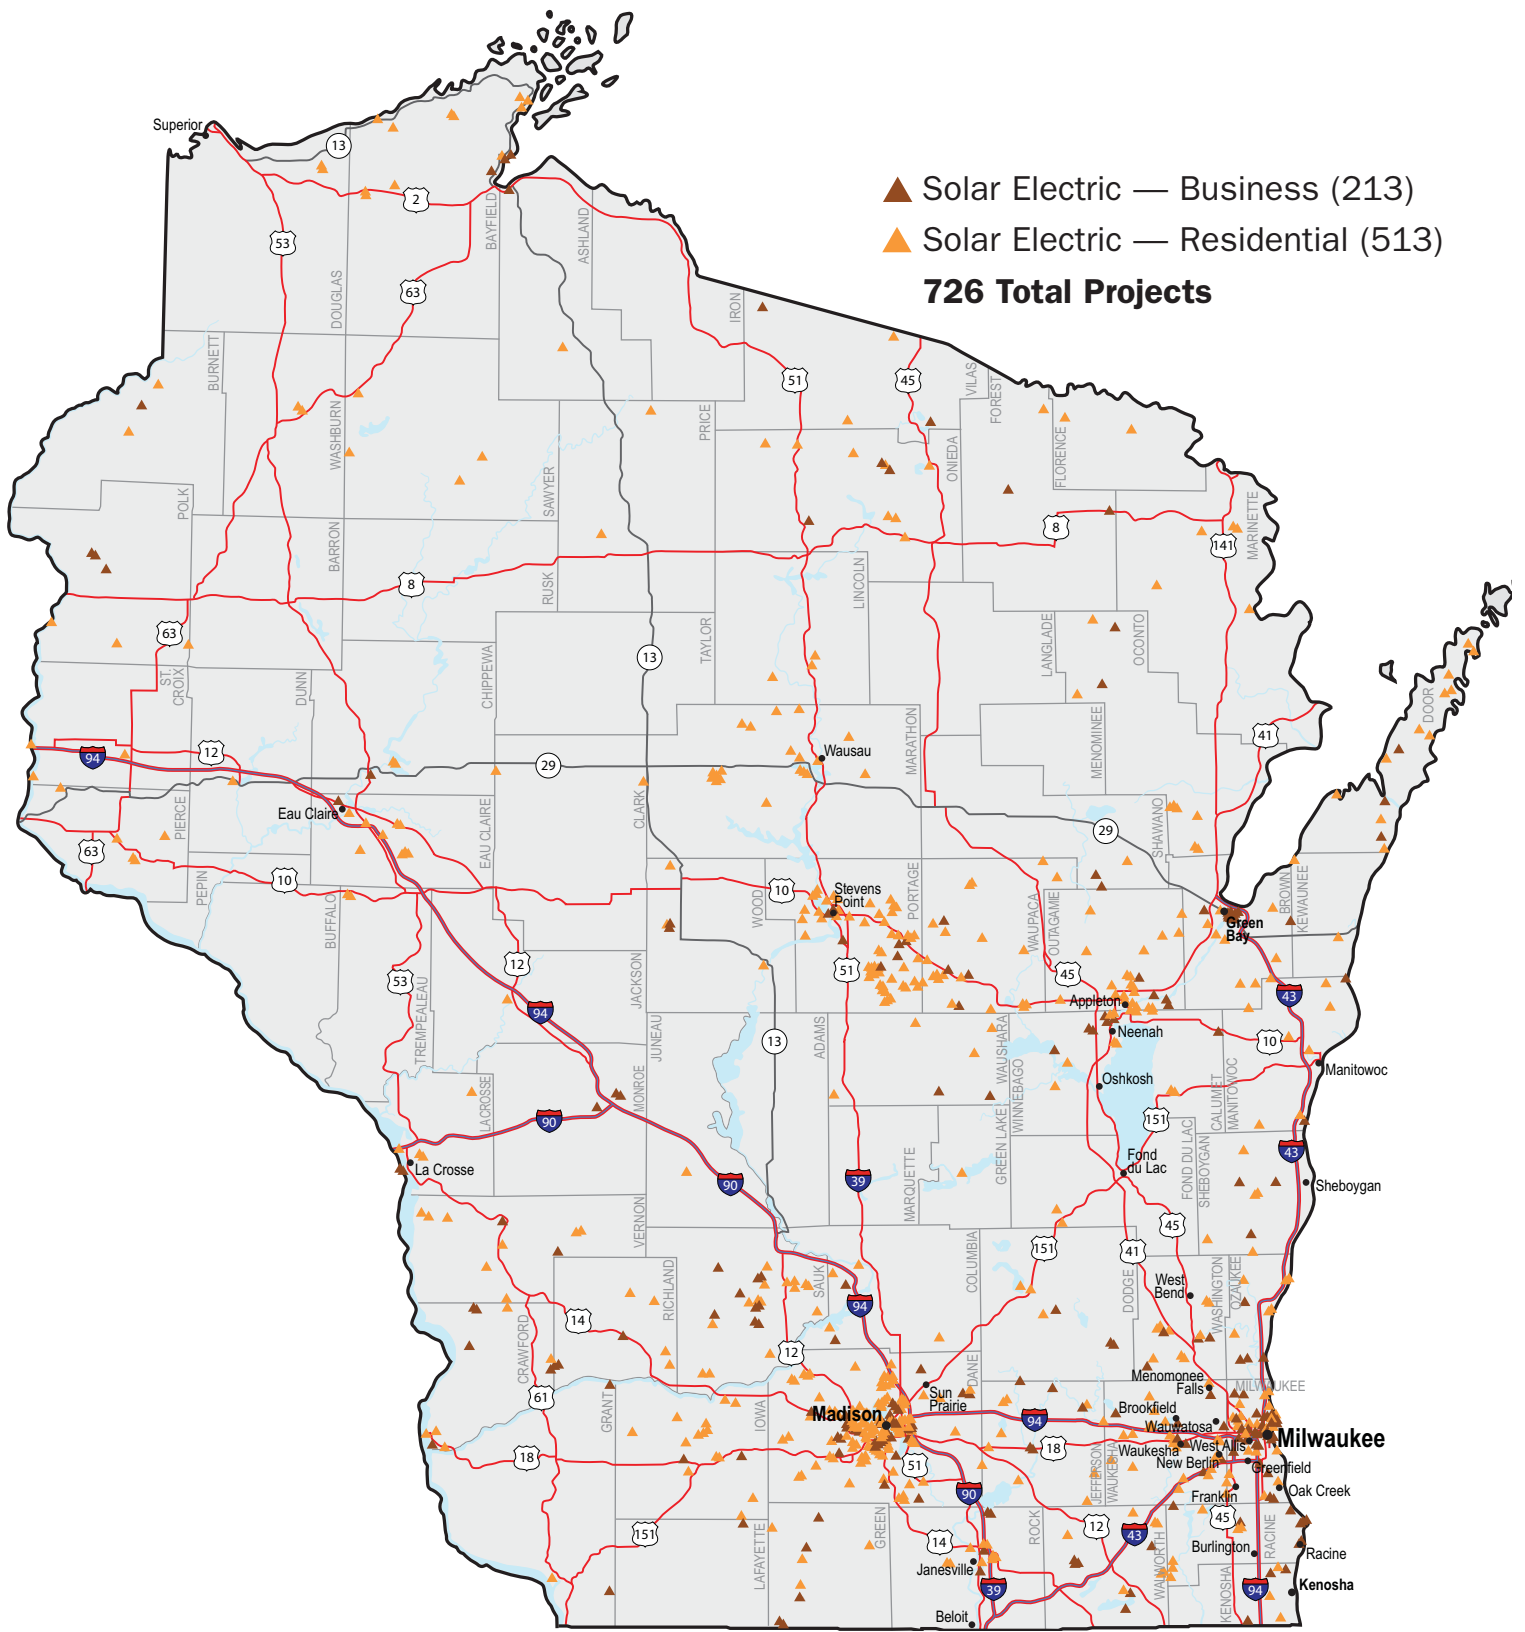 Superior
13
2
53
63
BAYFIELD
ASHLAND
DOUGLAS
Solar Electric — Business (213)
Solar Electric — Residential (513)
726 Total Projects
IRON
BURNETT
51
45
VILAS
FOREST
WASHBURN
PRICE
ONIEDA
FLORENCE
POLK
SAWYER
8
141
MARINETTE
BARRON
8
RUSK
LINCOLN
63
TAYLOR
13
LANGLADE
OCONTO
ST.
CROIX
DUNN
CHIPPEWA
MARATHON
MENOMINEE
DOOR
41
94
12
29
Wausau
Eau Claire
PIERCE
EAU CLAIRE
CLARK
SHAWANO
29
63
10
PEPIN
BUFFALO
WOOD
10
Stevens
Point
PORTAGE
WAUPACA
OUTAGAMIE
BROWN
KEWAUNEE
Green
Bay
53
12
TREMPEALEAU
JACKSON
51
45
Appleton
43
94
JUNEAU
13
ADAMS
WAUSHARA
WINNEBAGO
Neenah
10
Manitowoc
Oshkosh
CALUMET
MANITOWOC
LACROSSE
90
MONROE
151
GREEN LAKE
FOND DU LAC
SHEBOYGAN
43
La Crosse
90
39
MARQUETTE
Fond
du Lac
Sheboygan
VERNON
45
151
41
COLUMBIA
RICHLAND
SAUK
94
DODGE
West
Bend
WASHINGTON
OZAUKEE
14
CRAWFORD
12
DANE
Menomonee
Falls
MILWAUKEE
61
GRANT
IOWA
Sun
Prairie
Madison
94
Brookfield
Wauwatosa
Milwaukee
18
18
Waukesha
West Allis
New Berlin
Greenfield
51
JEFFERSON
WAUKESHA
90
Franklin
Oak Creek
151
LAFAYETTE
GREEN
14
ROCK
12
43
45
WALWORTH
RACINE
Burlington
Racine
Janesville
39
KENOSHA
94
Kenosha
Beloit